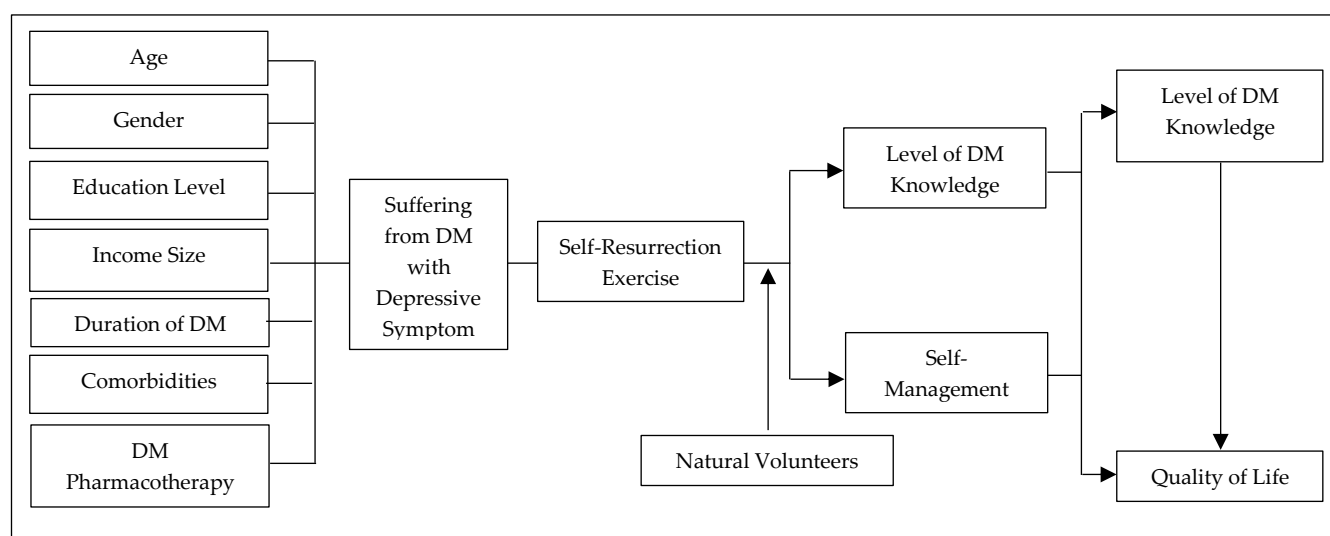 Age
Gender
Education Level
Income Size
Duration of DM
Comorbidities
DM
Pharmacotherapy
Suffering
from DM
with
Depressive
Symptom
Self-Resurrection
Exercise
Natural Volunteers
Level of DM
Knowledge
Self-
Management
Level of DM
Knowledge
Quality of Life